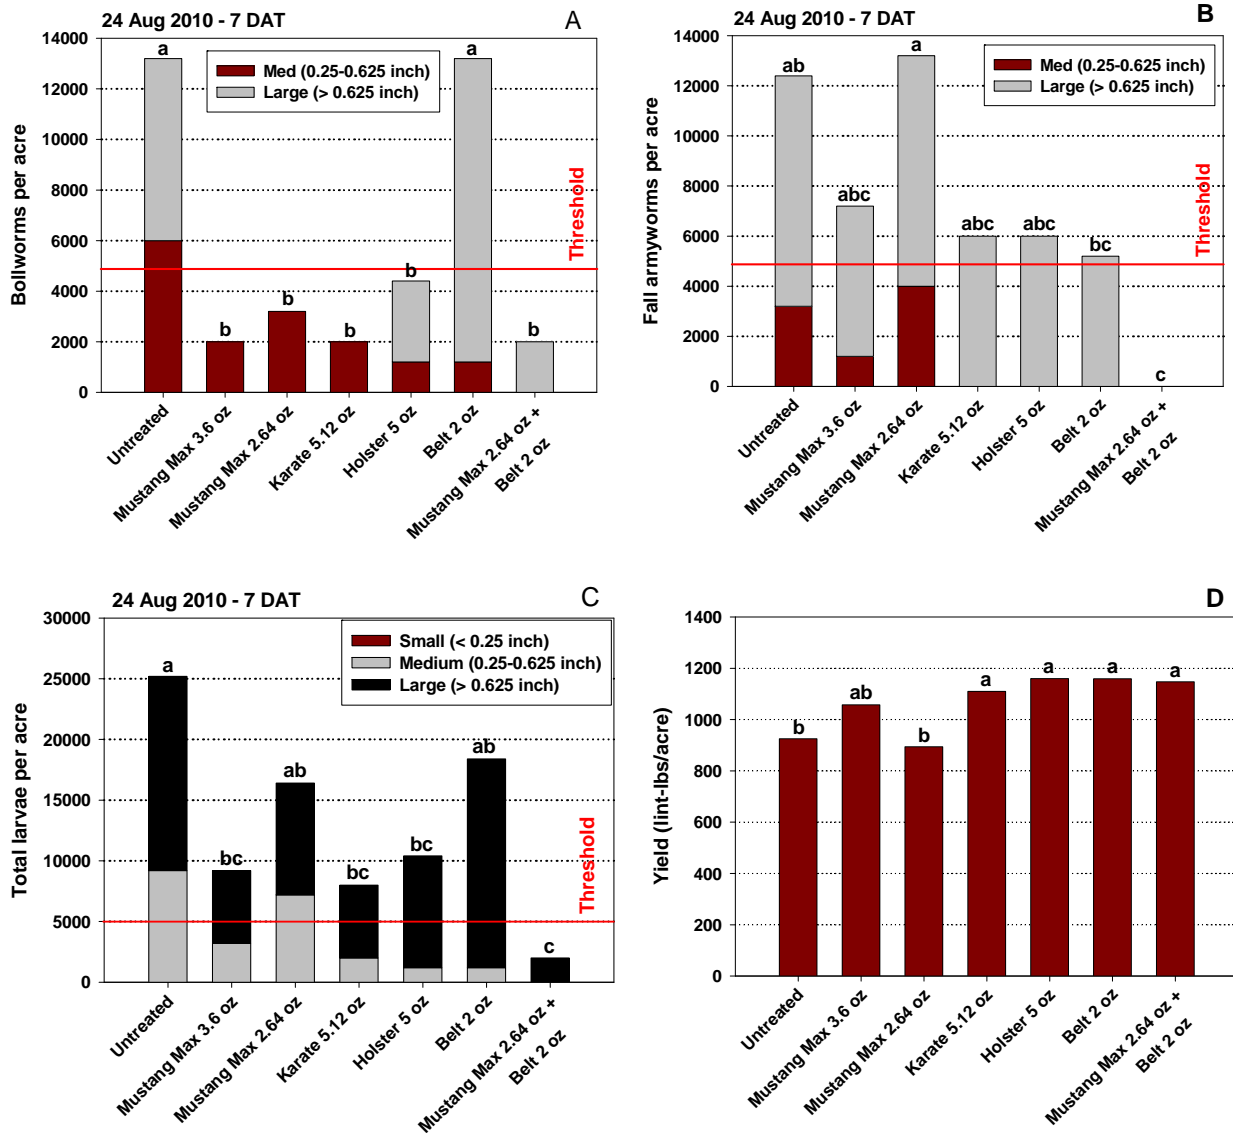 24 Aug 2010 - 7 DAT
A
Bollworms per acre
14000
12000
10000
8000
6000
4000
2000
0
Med (0.25-0.625 inch)
Large (> 0.625 inch)
a
b
b
b
b
a
b
Threshold
Untreated
Mustang Max 3.6 oz
Mustang Max 2.64 oz
Karate 5.12 oz
Holster 5 oz
Belt 2 oz
Mustang Max 2.64 oz +
Belt 2 oz
24 Aug 2010 - 7 DAT
B
Fall armyworms per acre
14000
12000
10000
8000
6000
4000
2000
0
Med (0.25-0.625 inch)
Large (> 0.625 inch)
ab
abc
a
abc
abc
bc
c
Threshold
Untreated
Mustang Max 3.6 oz
Mustang Max 2.64 oz
Karate 5.12 oz
Holster 5 oz
Belt 2 oz
Mustang Max 2.64 oz +
Belt 2 oz
24 Aug 2010 - 7 DAT
C
Total larvae per acre
30000
25000
20000
15000
10000
5000
0
Small (< 0.25 inch)
Medium (0.25-0.625 inch)
Large (> 0.625 inch)
a
bc
ab
bc
bc
ab
c
Threshold
Untreated
Mustang Max 3.6 oz
Mustang Max 2.64 oz
Karate 5.12 oz
Holster 5 oz
Belt 2 oz
Mustang Max 2.64 oz +
Belt 2 oz
D
Yield (lint-lbs/acre)
1400
1200
1000
800
600
400
200
0
b
ab
b
a
a
a
a
Untreated
Mustang Max 3.6 oz
Mustang Max 2.64 oz
Karate 5.12 oz
Holster 5 oz
Belt 2 oz
Mustang Max 2.64 oz +
Belt 2 oz